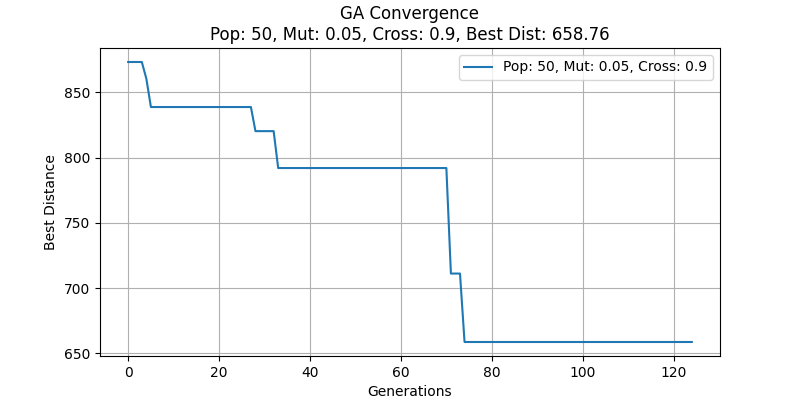 GA Convergence
Pop: 50, Mut: 0.05, Cross: 0.9, Best Dist: 658.76
Pop: 50, Mut: 0.05, Cross: 0.9
Best Distance
850
800
750
700
650
0 20 40 60 80 100 120
Generations